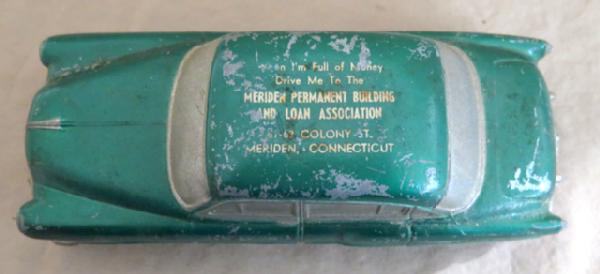 I'm Full of Money
Drive Me To The
MERIDEN PERMANENT BUILDING
AND LOAN ASSOCIATION
COLONY ST.
MERIDEN, CONNECTICUT